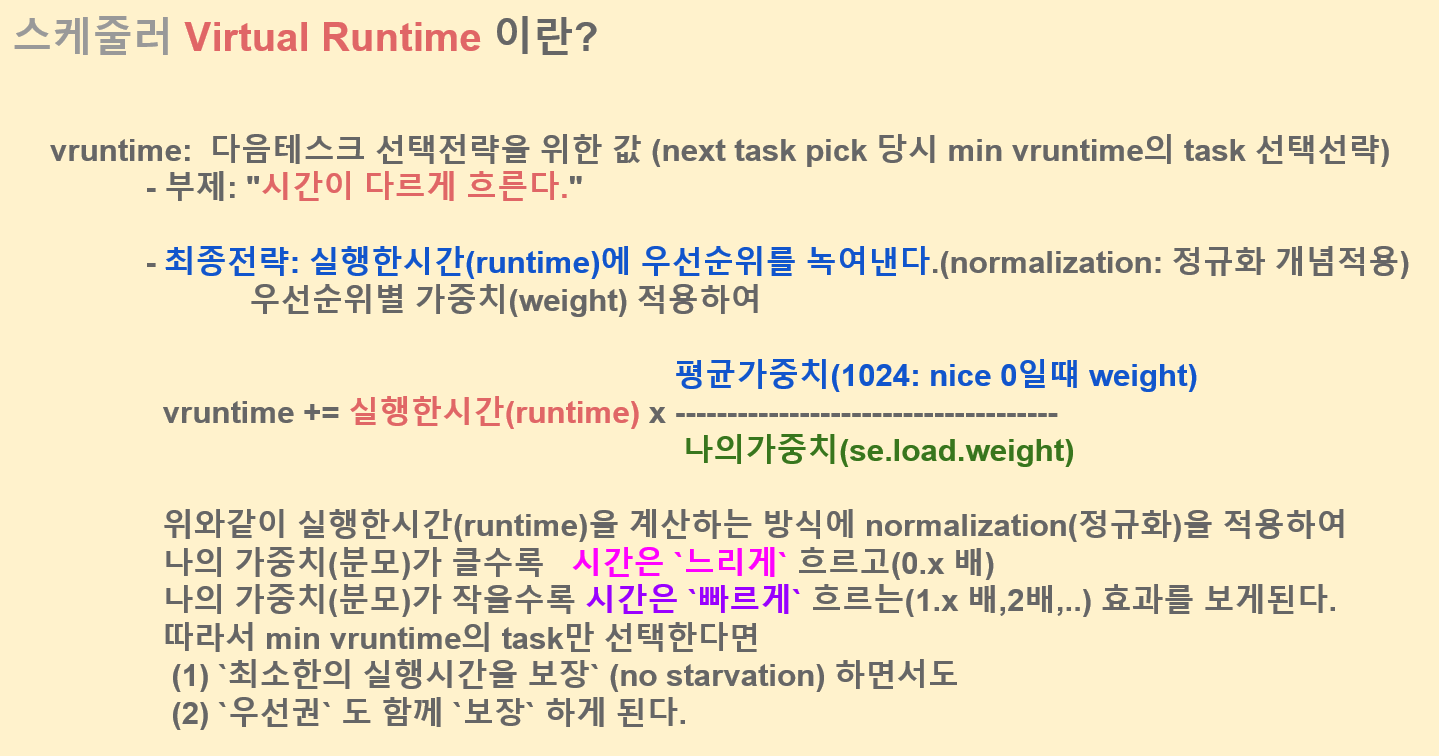 스케줄러 Virtual Runtime 이란?
vruntime: 다음테스크 선택전략을 위한 값 (next task pick 당시 min vruntime의 task 선택선략)
- 부제: "시간이 다르게 흐른다."
- 최종전략: 실행한시간(runtime)에 우선순위를 녹여낸다.(normalization: 정규화 개념적용)
우선순위별 가중치(weight) 적용하여
평균가중치(1024: nice 0일떄 weight)
vruntime += 실행한시간(runtime) x -------------------------------------
나의가중치(se.load.weight)
위와같이 실행한시간(runtime)을 계산하는 방식에 normalization(정규화)을 적용하여
나의 가중치(분모)가 클수록 시간은 `느리게` 흐르고(0.x 배)
나의 가중치(분모)가 작을수록 시간은 `빠르게` 흐르는(1.x 배,2배,..) 효과를 보게된다.
따라서 min vruntime의 task만 선택한다면
(1) `최소한의 실행시간을 보장` (no starvation) 하면서도
(2) `우선권` 도 함께 `보장` 하게 된다.